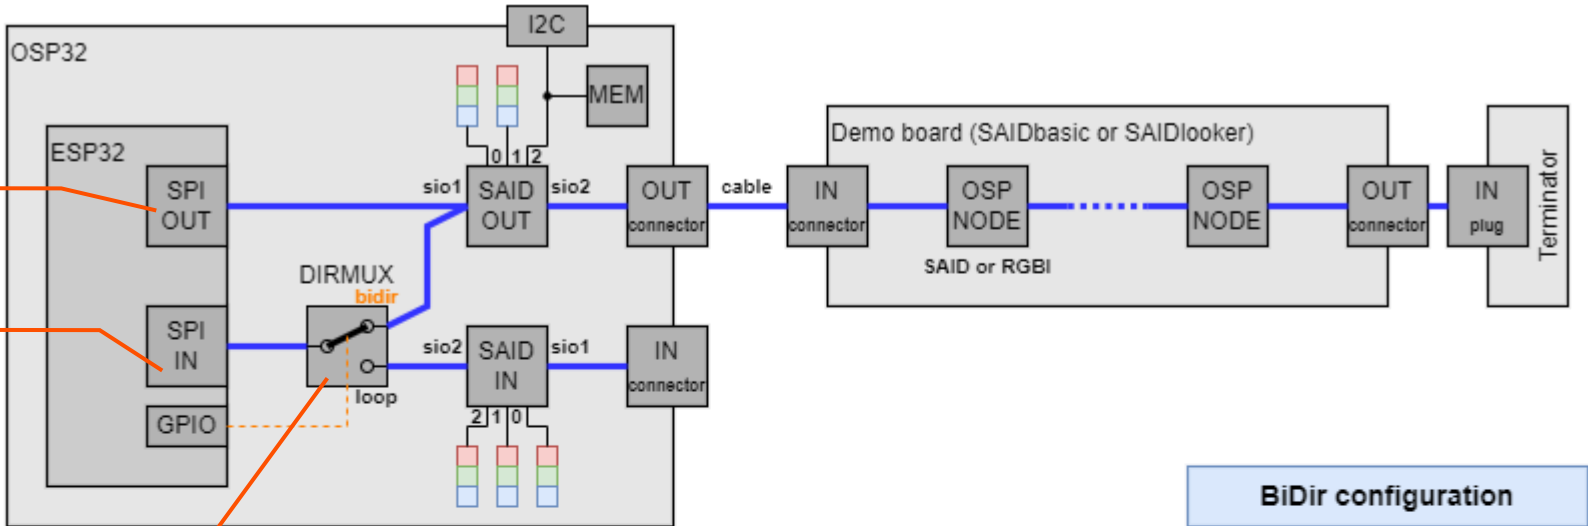 I2C
OSP32
MEM
ESP32
Demo board (SAIDbasic or SAIDlooker)
0 1 2
SPI
OUT
sio1
SAID
OUT
sio2
OUT
connector
cable
IN
connector
OSP
NODE
OSP
NODE
OUT
connector
IN
plug
Terminator
SAID or RGBI
DIRMUX
bidir
SPI
IN
sio2
SAID
IN
sio1
IN
connector
loop
GPIO
2 1 0
BiDir configuration